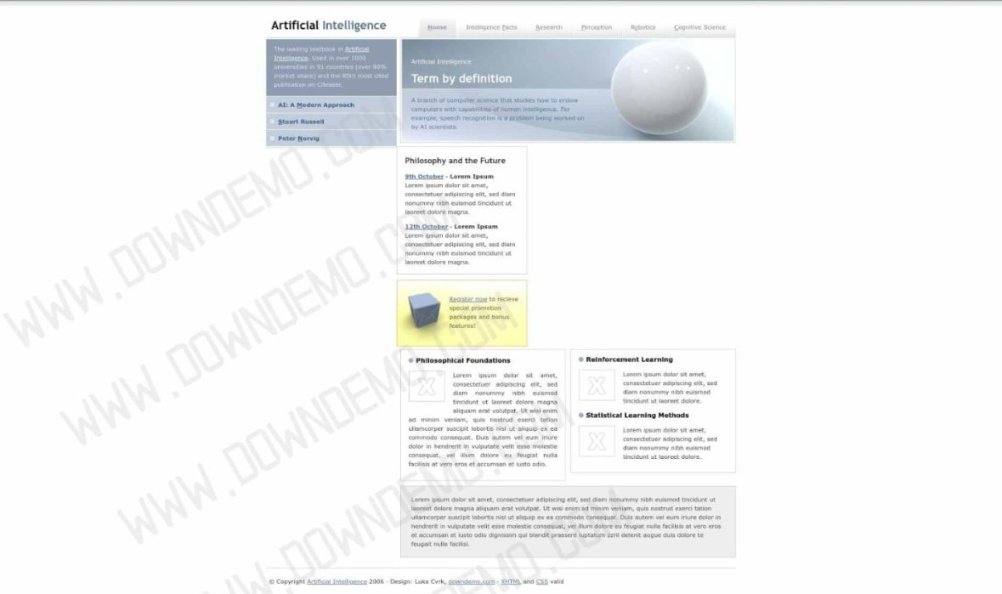 Artificial Intelligence
Home Intelligence Facts Research Perception Robotics Cognitive Science
The leading textbook in Artificial
Intelligence. Used in over 1000
universities in 91 countries (over 90%
market share) and the 85th most cited
publication on Citeseer.
AI: A Modern Approach
Stuart Russell
Peter Norvig
Artificial Intelligence
Term by definition
A branch of computer science that studies how to endow
computers with capabilities of human intelligence. For
example, speech recognition is a problem being worked on
by AI scientists.
Philosophy and the Future
9th October - Lorem Ipsum
Lorem ipsum dolor sit amet,
consectetuer adipiscing elit, sed diam
nonummy nibh euismod tincidunt ut
laoreet dolore magna.
12th October - Lorem Ipsum
Lorem ipsum dolor sit amet,
consectetuer adipiscing elit, sed diam
nonummy nibh euismod tincidunt ut
laoreet dolore magna.
Register now to recieve
special promotion
packages and bonus
features!
Philosophical Foundations
Lorem ipsum dolor sit amet,
consectetuer adipiscing elit, sed diam
nonummy nibh euismod
tincidunt ut laoreet dolore magna
aliquam erat volutpat. Ut wisi enim
ad minim veniam, quis nostrud exerci tation
ullamcorper suscipit lobortis nisl ut aliquip ex ea
commodo consequat. Duis autem vel eum iriure
dolor in hendrerit in vulputate velit esse molestie
consequat, vel illum dolore eu feugiat nulla
facilisis at vero eros et accumsan et iusto odio.
Reinforcement Learning
Lorem ipsum dolor sit amet,
consectetuer adipiscing elit, sed
diam nonummy nibh euismod
tincidunt ut laoreet dolore.
Statistical Learning Methods
Lorem ipsum dolor sit amet,
consectetuer adipiscing elit, sed
diam nonummy nibh euismod
tincidunt ut laoreet dolore.
Lorem ipsum dolor sit amet, consectetuer adipiscing elit, sed diam nonummy nibh euismod tincidunt ut
laoreet dolore magna aliquam erat volutpat. Ut wisi enim ad minim veniam, quis nostrud exerci tation
ullamcorper suscipit lobortis nisl ut aliquip ex ea commodo consequat. Duis autem vel eum iriure dolor in
hendrerit in vulputate velit esse molestie consequat, vel illum dolore eu feugiat nulla facilisis at vero eros
et accumsan et iusto odio dignissim qui blandit praesent luptatum zzril delenit augue duis dolore te
feugait nulla facilisi.
© Copyright Artificial Intelligence 2006 - Design: Luka Cvrk, downdemo.com - XHTML and CSS valid
WWW.DOWNDEMO.COM
WWW.DOWNDEMO.COM
WWW.DOWNDEMO.COM
WWW.DOWNDEMO.COM